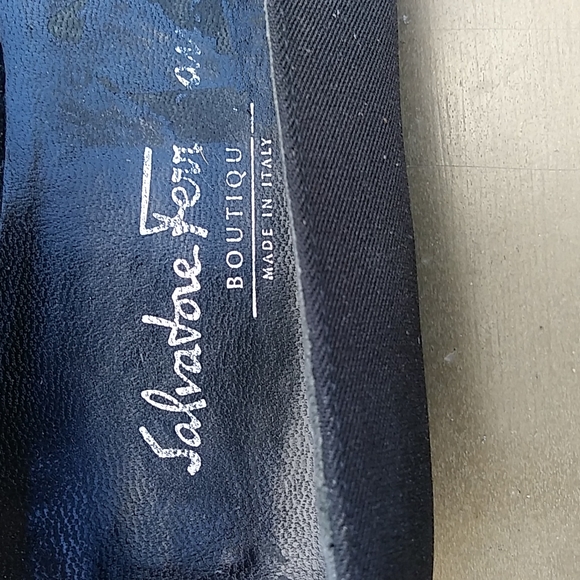 Salvatore Ferr
BOUTIQU
MADE IN ITALY